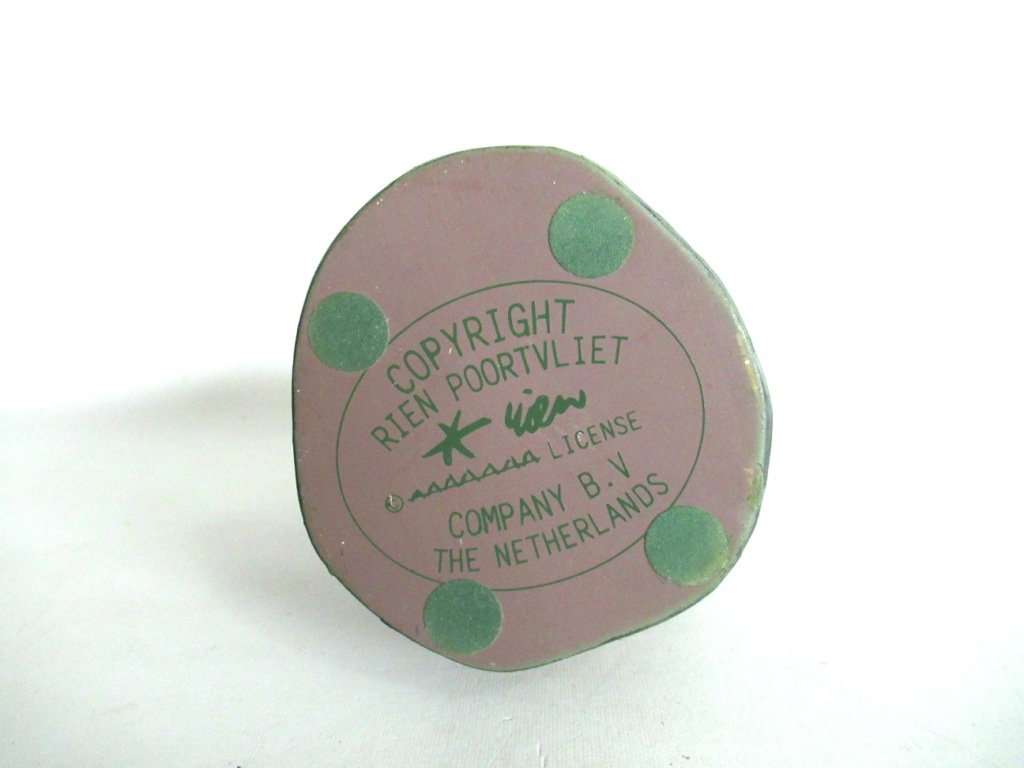 COPYRIGHT
RIEN POORTVLIET
Rien
© LICENSE
COMPANY B.V
THE NETHERLANDS